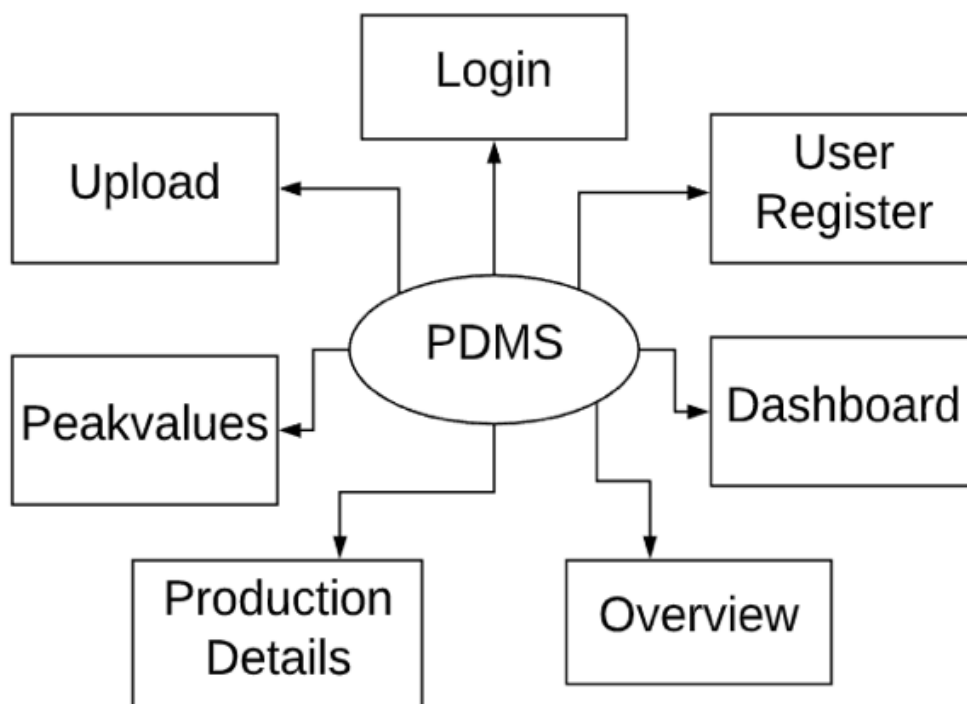 Login
Upload
User
Register
PDMS
Peakvalues
Dashboard
Production
Details
Overview